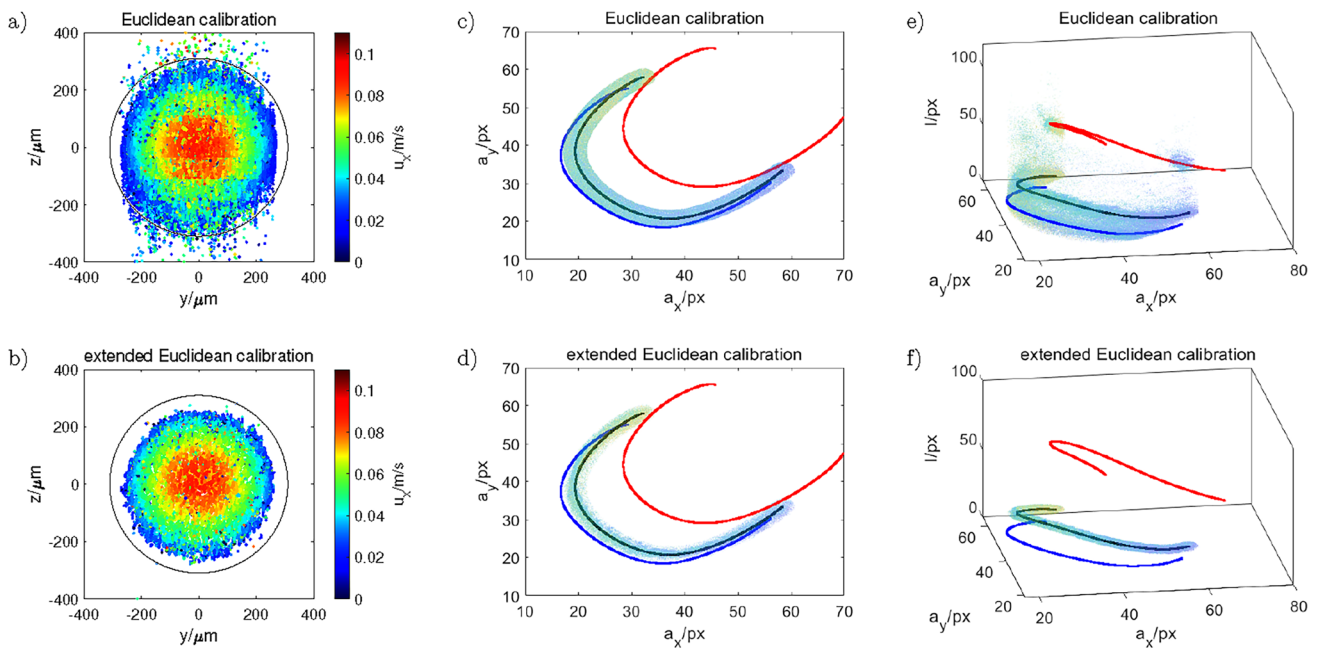 a)
Euclidean calibration
400
200
0
-200
-400
z/μm
-400 -200 0 200 400
y/μm
0.1
0.08
0.06
0.04
0.02
0
u_x/m/s
c)
Euclidean calibration
70
60
50
40
30
20
10
a_y/px
10 20 30 40 50 60 70
a_x/px
e)
Euclidean calibration
100
50
0
I/px
60
40
20
a_y/px
20 40 60 80
a_x/px
b)
extended Euclidean calibration
400
200
0
-200
-400
z/μm
-400 -200 0 200 400
y/μm
0.1
0.08
0.06
0.04
0.02
0
u_x/m/s
d)
extended Euclidean calibration
70
60
50
40
30
20
10
a_y/px
10 20 30 40 50 60 70
a_x/px
f)
extended Euclidean calibration
100
50
0
I/px
60
40
20
a_y/px
20 40 60 80
a_x/px